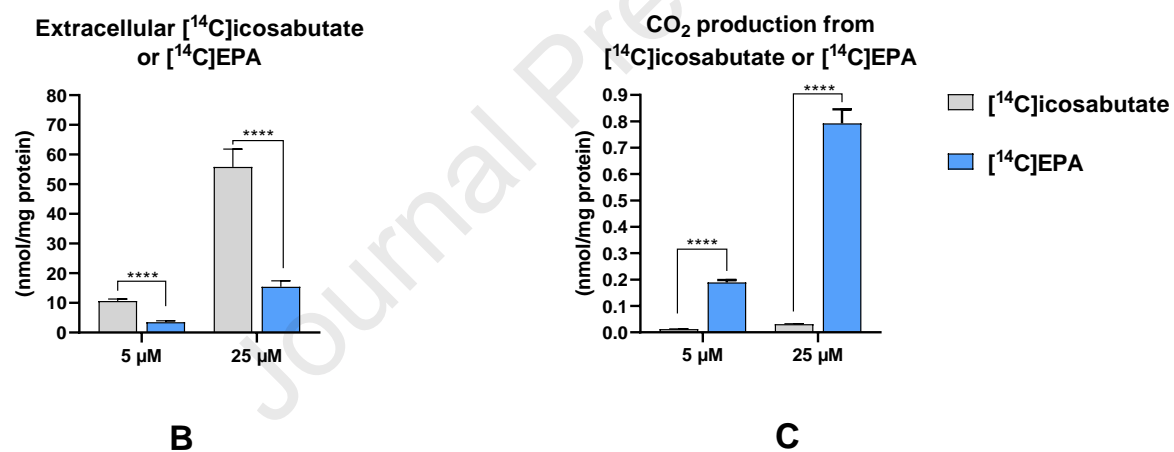 Extracellular [¹⁴C]icosabutate
or [¹⁴C]EPA
(nmol/mg protein)
80
70
60
50
40
30
20
10
0
****
****
5 µM
25 µM
B
CO₂ production from
[¹⁴C]icosabutate or [¹⁴C]EPA
(nmol/mg protein)
0.9
0.8
0.7
0.6
0.5
0.4
0.3
0.2
0.1
0.0
****
****
5 µM
25 µM
C
[¹⁴C]icosabutate
[¹⁴C]EPA
Journal Pre